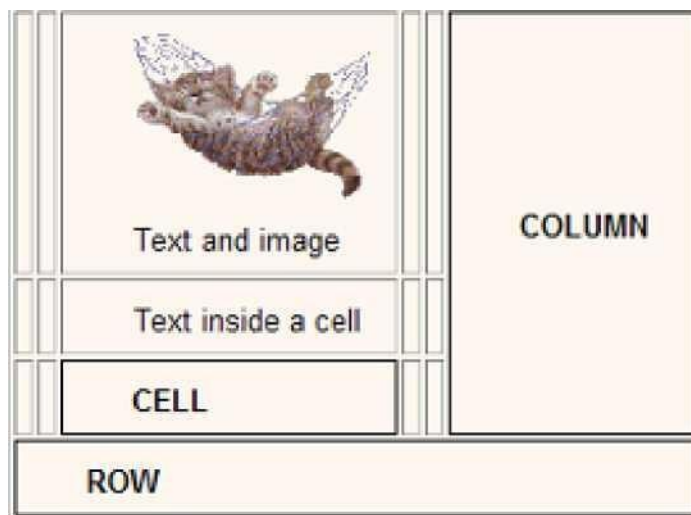 Text and image
COLUMN
Text inside a cell
CELL
ROW